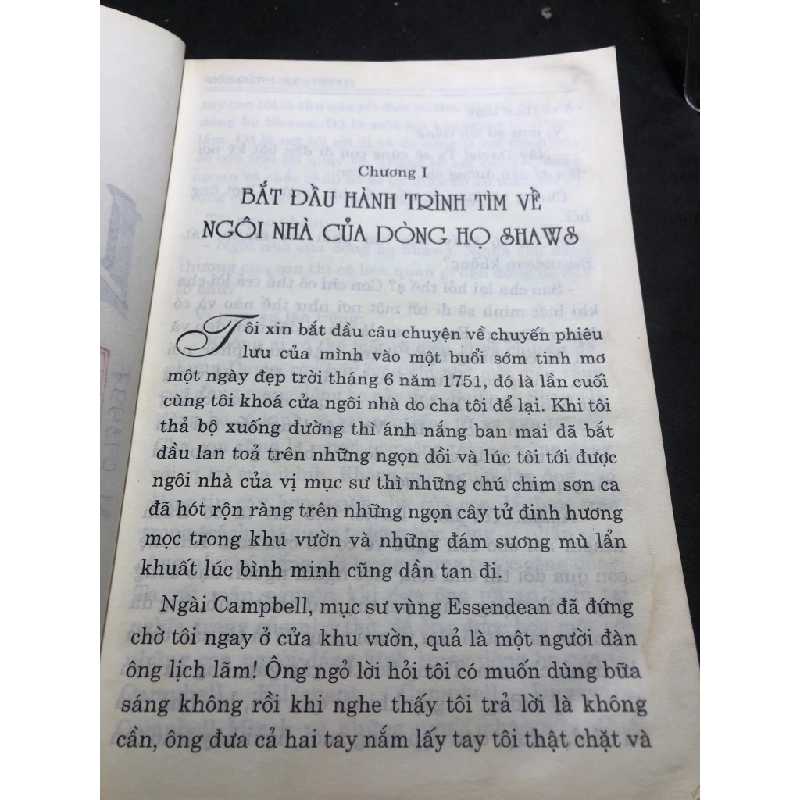 Chương I
BẮT ĐẦU HÀNH TRÌNH TÌM VỀ
NGÔI NHÀ CỦA DÒNG HỌ SHAWS
Tôi xin bắt đầu câu chuyện về chuyến phiêu
lưu của mình vào một buổi sớm tinh mơ
một ngày đẹp trời tháng 6 năm 1751, đó là lần cuối
cùng tôi khoá cửa ngôi nhà do cha tôi để lại. Khi tôi
thả bộ xuống đường thì ánh nắng ban mai đã bắt
đầu lan toả trên những ngọn đồi và lúc tôi tới được
ngôi nhà của vị mục sư thì những chú chim sơn ca
đã hót rộn ràng trên những ngọn cây tử đinh hương
mọc trong khu vườn và những đám sương mù lẩn
khuất lúc bình minh cũng dần tan đi.
Ngài Campbell, mục sư vùng Essendean đã đứng
chờ tôi ngay ở cửa khu vườn, quả là một người đàn
ông lịch lãm! Ông ngỏ lời hỏi tôi có muốn dùng bữa
sáng không rồi khi nghe thấy tôi trả lời là không
cần, ông đưa cả hai tay nắm lấy tay tôi thật chặt và